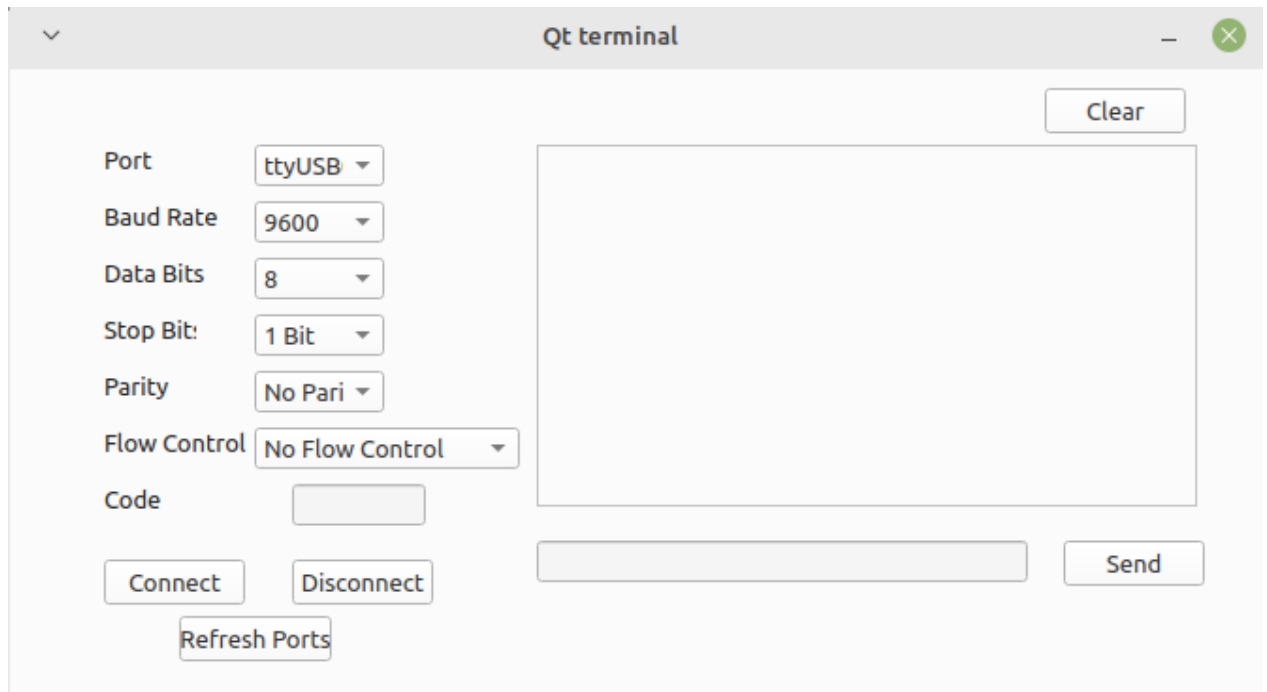 Qt terminal
Clear
Port
ttyUSB
Baud Rate
9600
Data Bits
8
Stop Bit
1 Bit
Parity
No Pari
Flow Control
No Flow Control
Code
Connect
Disconnect
Send
Refresh Ports